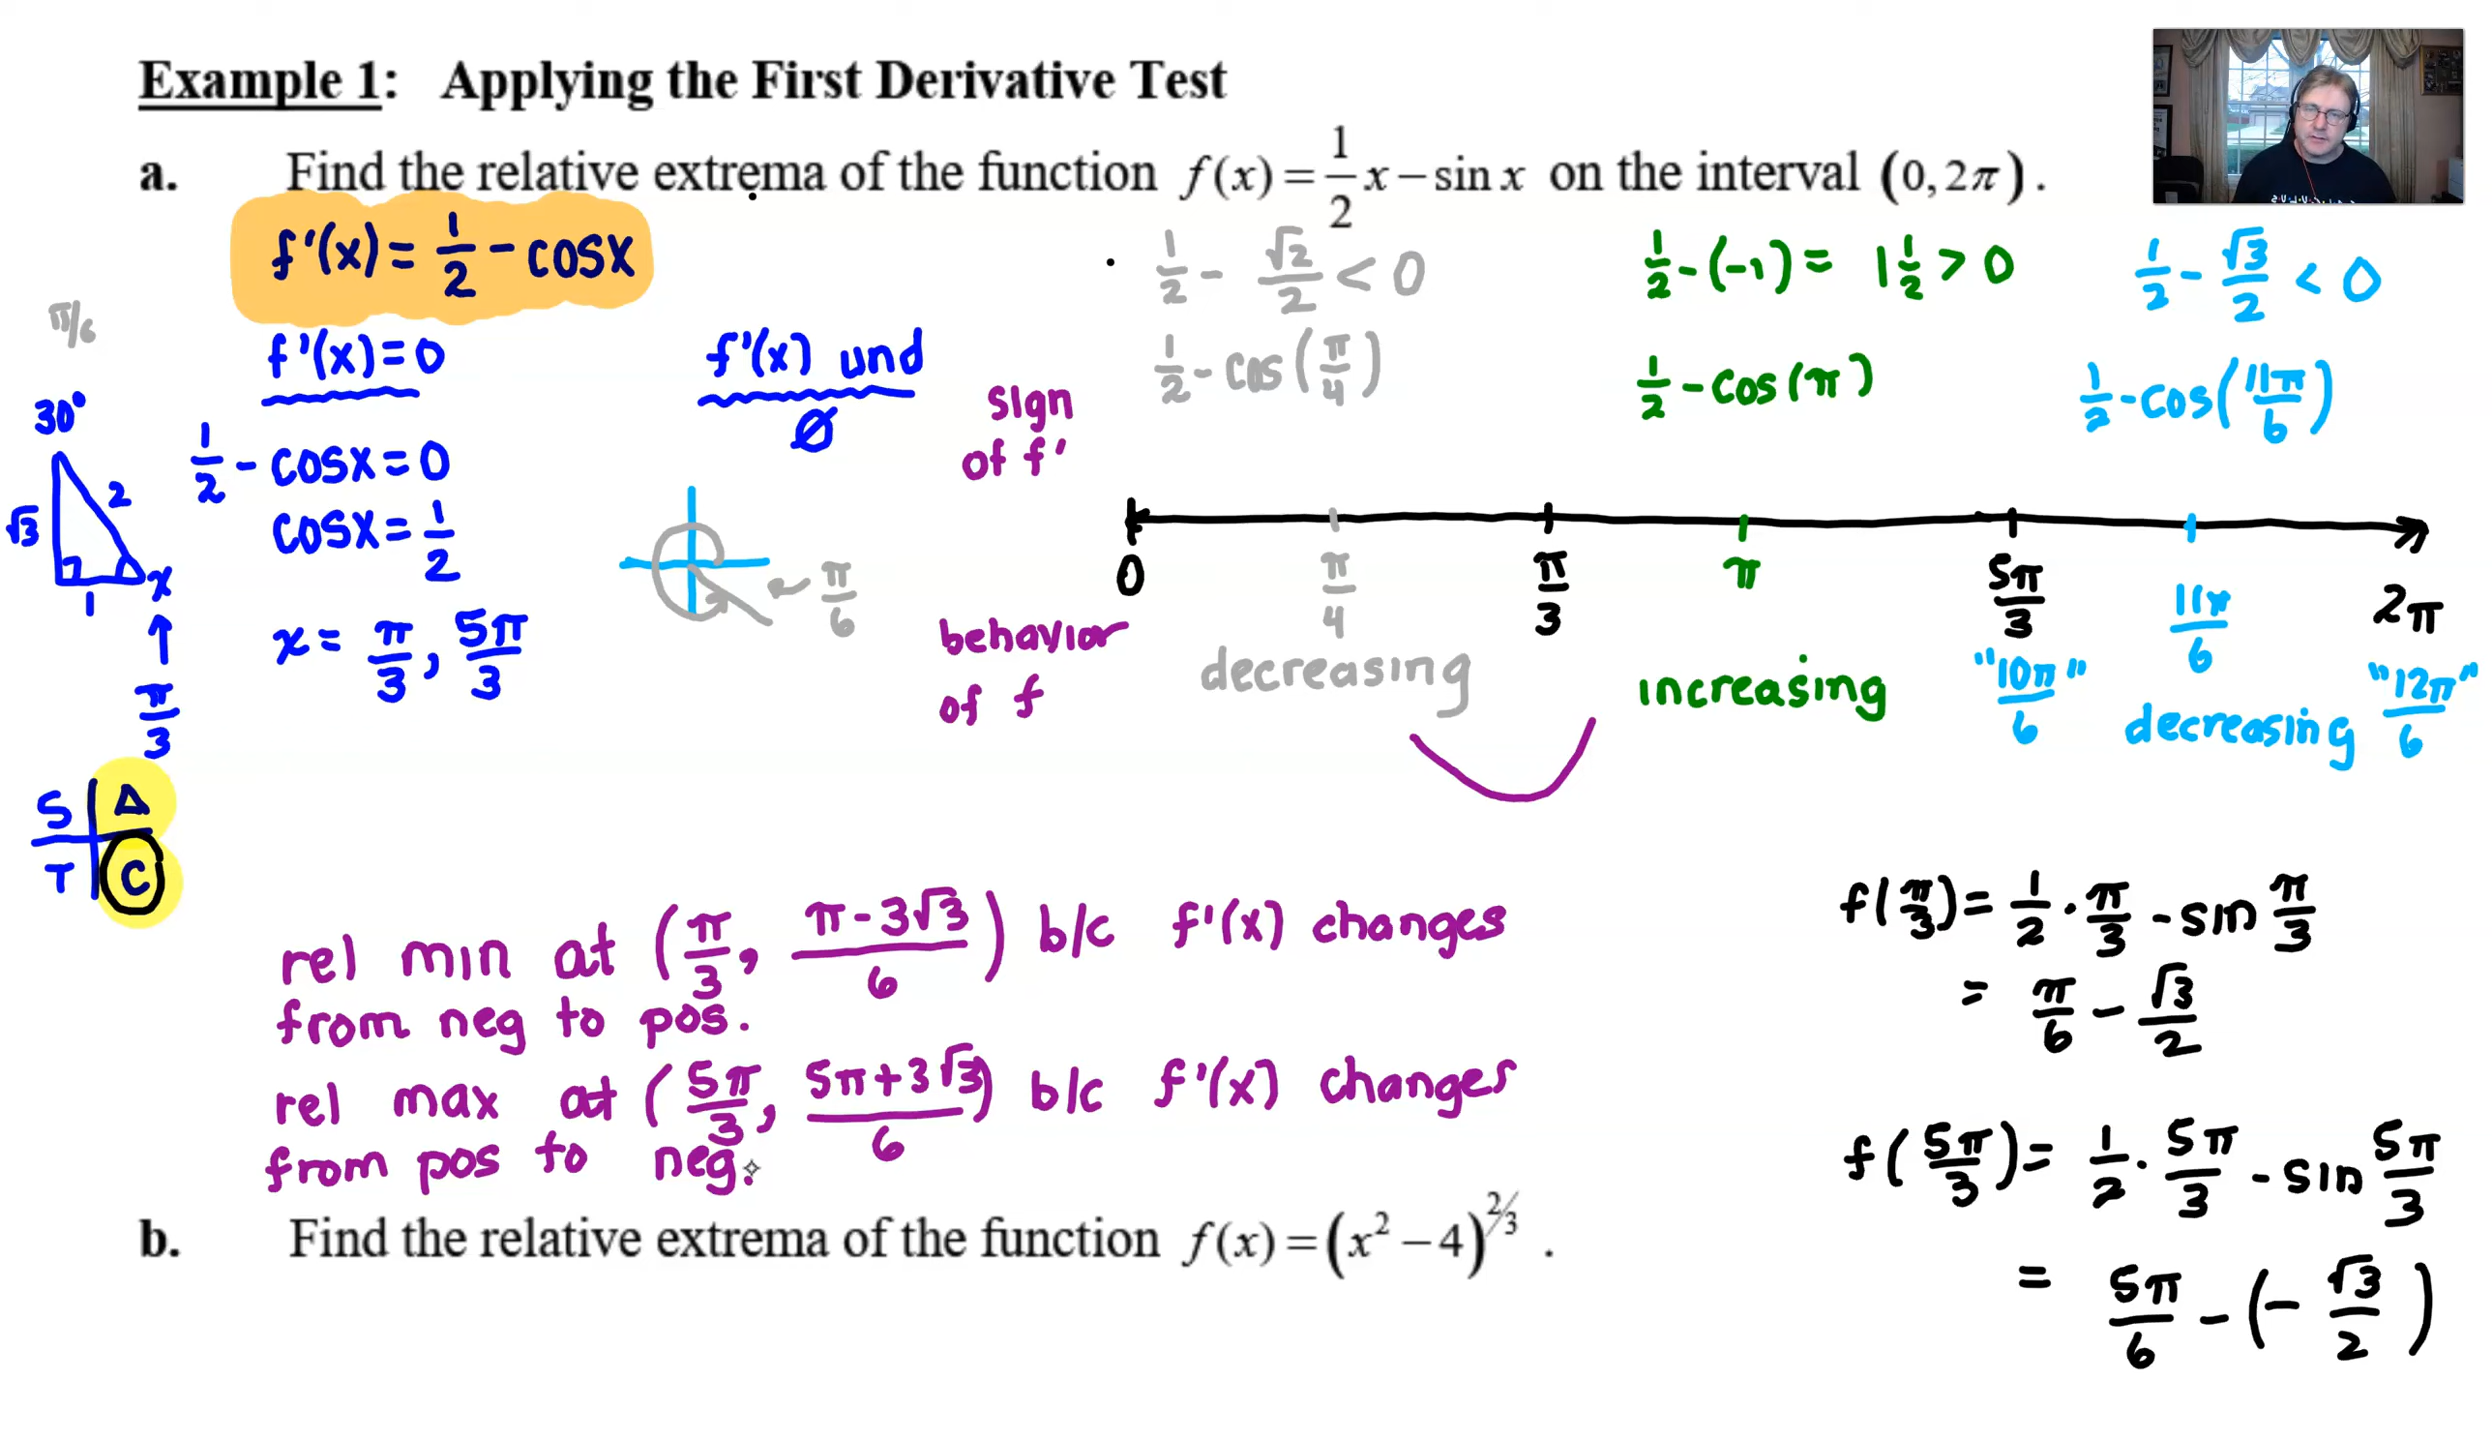 Example 1: Applying the First Derivative Test
a. Find the relative extrema of the function f(x) = 1/2 x − sin x on the interval (0, 2π).
f'(x) = 1/2 − cosx
1/2 − √2/2 < 0
1/2 − (−1) = 1 1/2 > 0
1/2 − √3/2 < 0
π/6
f'(x) = 0
f'(x) und
∅
1/2 − cos(π/4)
1/2 − cos(π)
1/2 − cos(11π/6)
sign
of f'
30°
√3
2
1
x
↑
π/3
1/2 − cosx = 0
cosx = 1/2
x = π/3, 5π/3
π/6
0 π/4 π/3 π 5π/3 11π/6 2π
"10π/6" "12π/6"
behavior
of f
decreasing increasing decreasing
S A
T C
rel min at (π/3, (π−3√3)/6) b/c f'(x) changes
from neg to pos.
rel max at (5π/3, (5π+3√3)/6) b/c f'(x) changes
from pos to neg.
f(π/3) = 1/2 · π/3 − sin π/3
= π/6 − √3/2
f(5π/3) = 1/2 · 5π/3 − sin 5π/3
= 5π/6 − (−√3/2)
b. Find the relative extrema of the function f(x) = (x² − 4)^(2/3) .